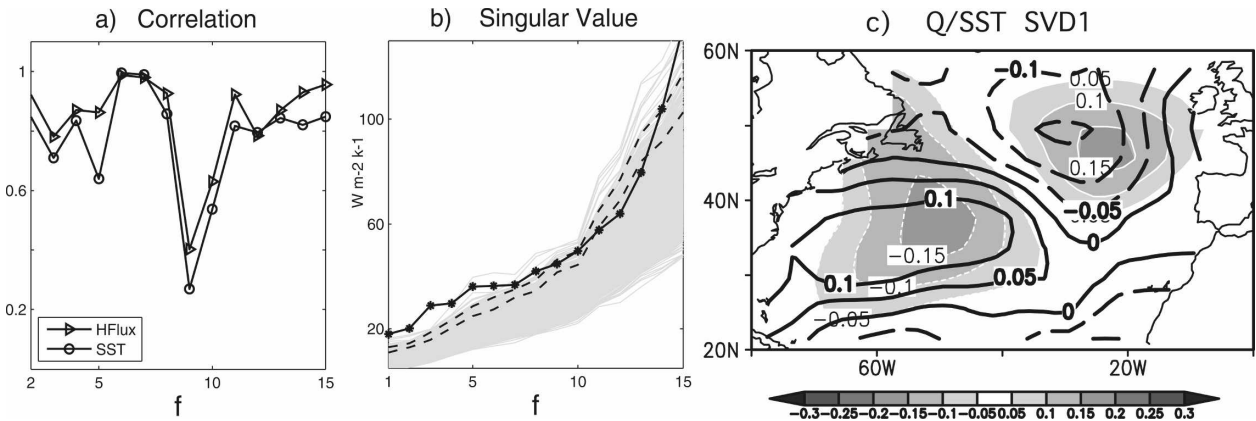 a) Correlation
1
0.6
0.2
HFlux
SST
2
5
10
15
f
b) Singular Value
W m-2 k-1
100
60
20
1
5
10
15
f
c) Q/SST SVD1
60N
40N
20N
60W
20W
-0.1
0.05
0.1
0.15
-0.05
0
0.1
-0.15
0.1
-0.1
0.05
-0.05
0
-0.3 -0.25 -0.2 -0.15 -0.1 -0.05 0.05 0.1 0.15 0.2 0.25 0.3